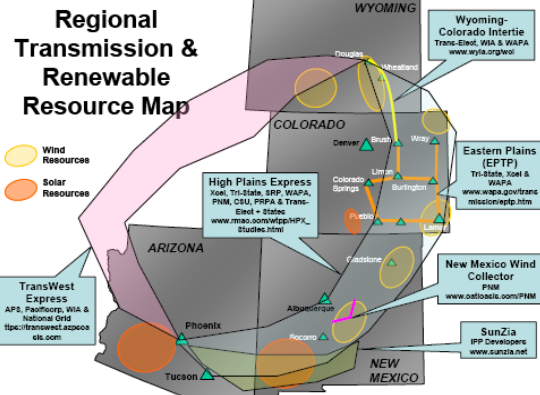 Regional
Transmission &
Renewable
Resource Map
WYOMING
Wyoming-
Colorado Intertie
Trans-Elect, WIA & WAPA
www.wyia.org/wci
Douglas
Wheatland
COLORADO
Wind
Resources
Solar
Resources
Denver
Brush
Wray
Limon
Burlington
Colorado
Springs
Pueblo
Lamar
Eastern Plains
(EPTP)
Tri-State, Xcel &
WAPA
www.wapa.gov/trans
mission/eptp.htm
High Plains Express
Xcel, Tri-State, SRP, WAPA,
PNM, CSU, PRPA & Trans-
Elect + States
www.rmao.com/wtpp/HPX_
Studies.html
ARIZONA
Gladstone
New Mexico Wind
Collector
PNM
www.oatioasis.com/PNM
TransWest
Express
APS, Pacificorp, WIA &
National Grid
ttps://transwest.azpsoa
sis.com
Albuquerque
Phoenix
Socorro
SunZia
IPP Developers
www.sunzia.net
Tucson
NEW
MEXICO